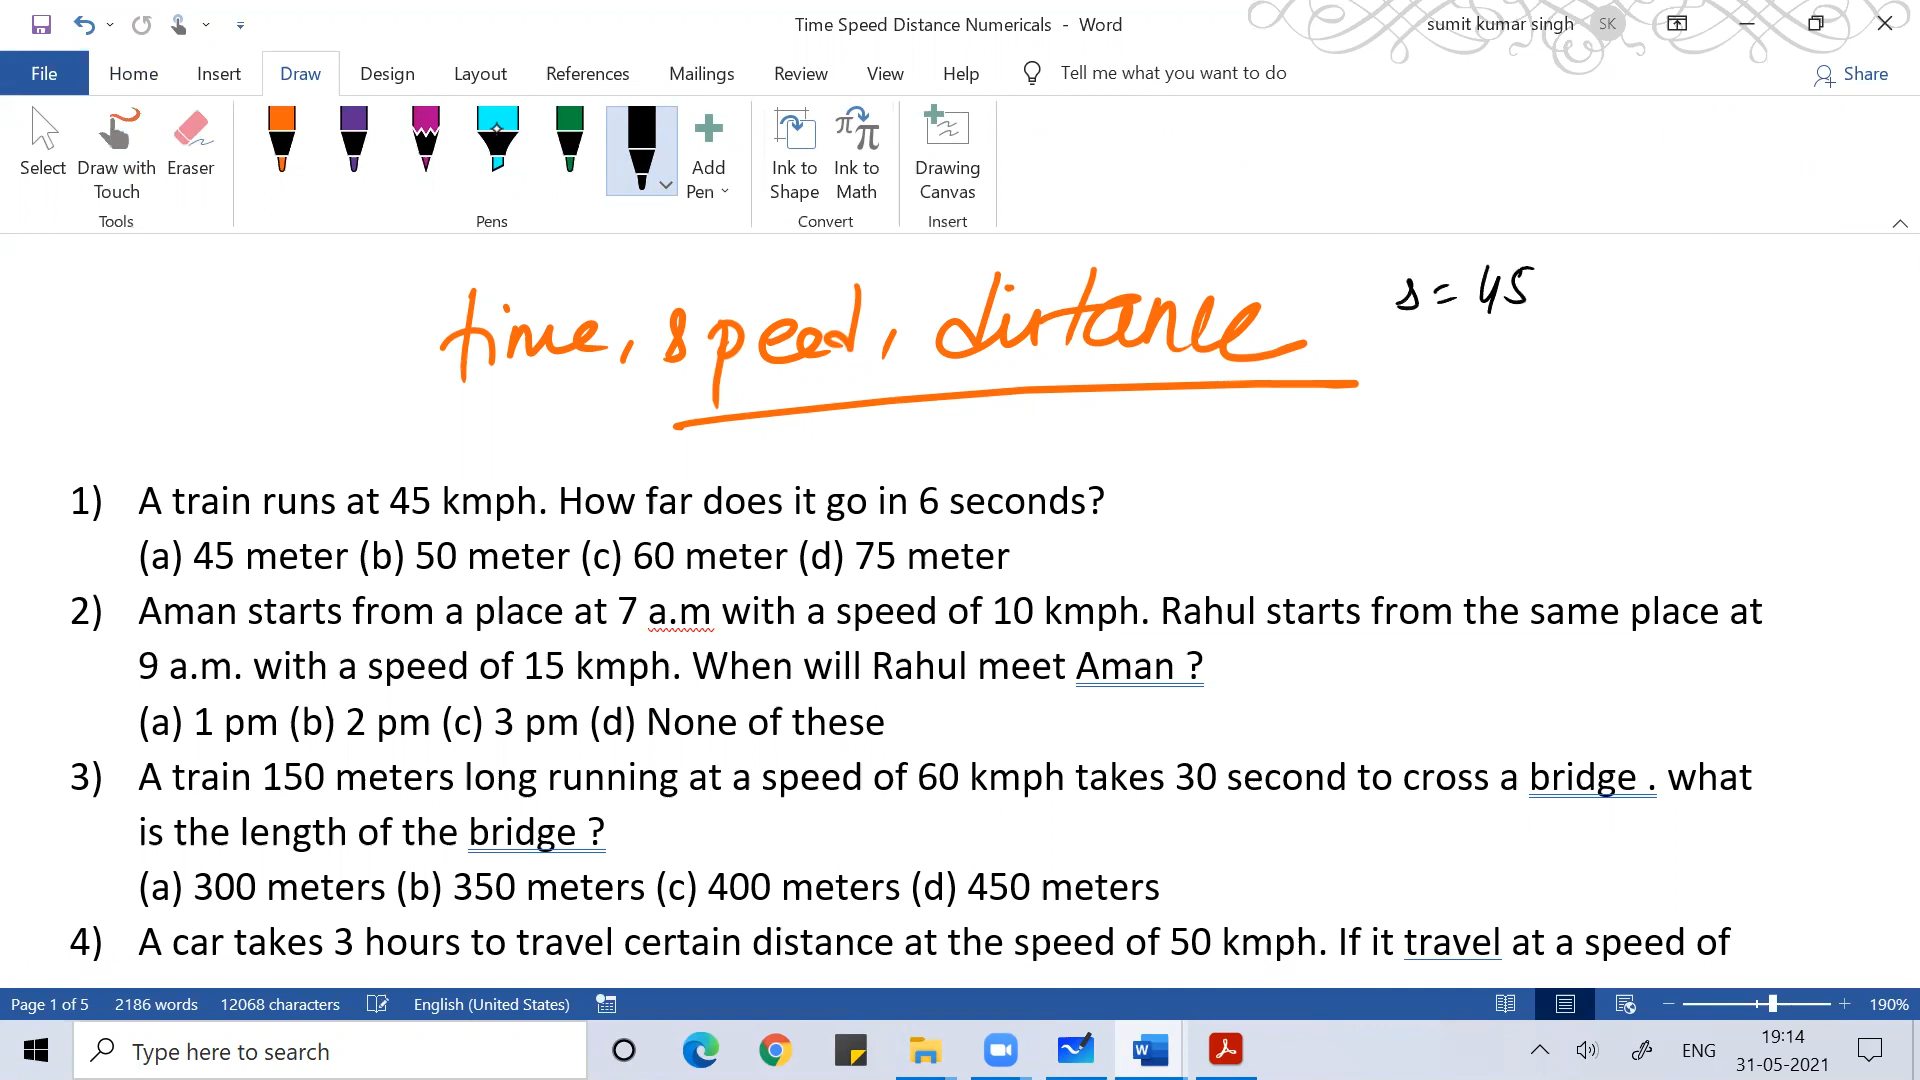 Time Speed Distance Numericals - Word
sumit kumar singh SK
File Home Insert Draw Design Layout References Mailings Review View Help Tell me what you want to do Share
Select Draw with Touch Eraser
Add Pen
Ink to Shape Ink to Math
Drawing Canvas
Tools Pens Convert Insert
time, speed, distance
s = 45
1) A train runs at 45 kmph. How far does it go in 6 seconds?
(a) 45 meter (b) 50 meter (c) 60 meter (d) 75 meter
2) Aman starts from a place at 7 a.m with a speed of 10 kmph. Rahul starts from the same place at
9 a.m. with a speed of 15 kmph. When will Rahul meet Aman ?
(a) 1 pm (b) 2 pm (c) 3 pm (d) None of these
3) A train 150 meters long running at a speed of 60 kmph takes 30 second to cross a bridge . what
is the length of the bridge ?
(a) 300 meters (b) 350 meters (c) 400 meters (d) 450 meters
4) A car takes 3 hours to travel certain distance at the speed of 50 kmph. If it travel at a speed of
Page 1 of 5 2186 words 12068 characters English (United States) 190%
Type here to search
ENG
19:14
31-05-2021